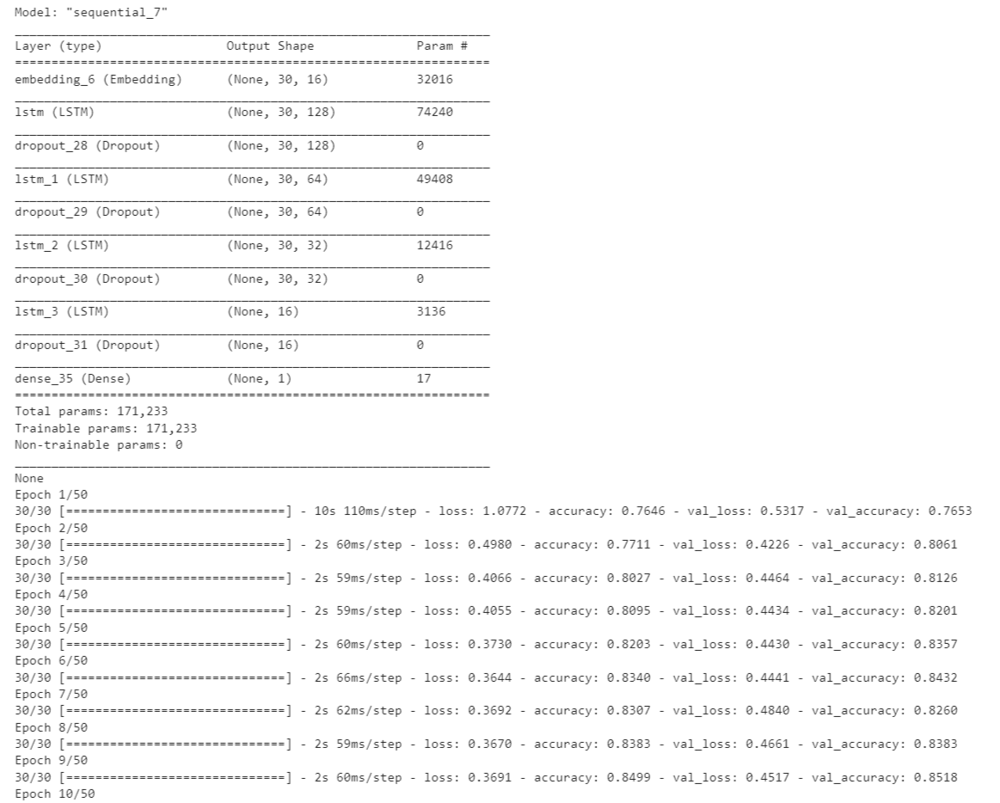 Model: "sequential_7"
_________________________________________________________________
Layer (type)                 Output Shape              Param #
=================================================================
embedding_6 (Embedding)      (None, 30, 16)            32016
_________________________________________________________________
lstm (LSTM)                  (None, 30, 128)           74240
_________________________________________________________________
dropout_28 (Dropout)         (None, 30, 128)           0
_________________________________________________________________
lstm_1 (LSTM)                (None, 30, 64)            49408
_________________________________________________________________
dropout_29 (Dropout)         (None, 30, 64)            0
_________________________________________________________________
lstm_2 (LSTM)                (None, 30, 32)            12416
_________________________________________________________________
dropout_30 (Dropout)         (None, 30, 32)            0
_________________________________________________________________
lstm_3 (LSTM)                (None, 16)                3136
_________________________________________________________________
dropout_31 (Dropout)         (None, 16)                0
_________________________________________________________________
dense_35 (Dense)             (None, 1)                 17
=================================================================
Total params: 171,233
Trainable params: 171,233
Non-trainable params: 0
_________________________________________________________________
None
Epoch 1/50
30/30 [==============================] - 10s 110ms/step - loss: 1.0772 - accuracy: 0.7646 - val_loss: 0.5317 - val_accuracy: 0.7653
Epoch 2/50
30/30 [==============================] - 2s 60ms/step - loss: 0.4980 - accuracy: 0.7711 - val_loss: 0.4226 - val_accuracy: 0.8061
Epoch 3/50
30/30 [==============================] - 2s 59ms/step - loss: 0.4066 - accuracy: 0.8027 - val_loss: 0.4464 - val_accuracy: 0.8126
Epoch 4/50
30/30 [==============================] - 2s 59ms/step - loss: 0.4055 - accuracy: 0.8095 - val_loss: 0.4434 - val_accuracy: 0.8201
Epoch 5/50
30/30 [==============================] - 2s 60ms/step - loss: 0.3730 - accuracy: 0.8203 - val_loss: 0.4430 - val_accuracy: 0.8357
Epoch 6/50
30/30 [==============================] - 2s 66ms/step - loss: 0.3644 - accuracy: 0.8340 - val_loss: 0.4441 - val_accuracy: 0.8432
Epoch 7/50
30/30 [==============================] - 2s 62ms/step - loss: 0.3692 - accuracy: 0.8307 - val_loss: 0.4840 - val_accuracy: 0.8260
Epoch 8/50
30/30 [==============================] - 2s 59ms/step - loss: 0.3670 - accuracy: 0.8383 - val_loss: 0.4661 - val_accuracy: 0.8383
Epoch 9/50
30/30 [==============================] - 2s 60ms/step - loss: 0.3691 - accuracy: 0.8499 - val_loss: 0.4517 - val_accuracy: 0.8518
Epoch 10/50